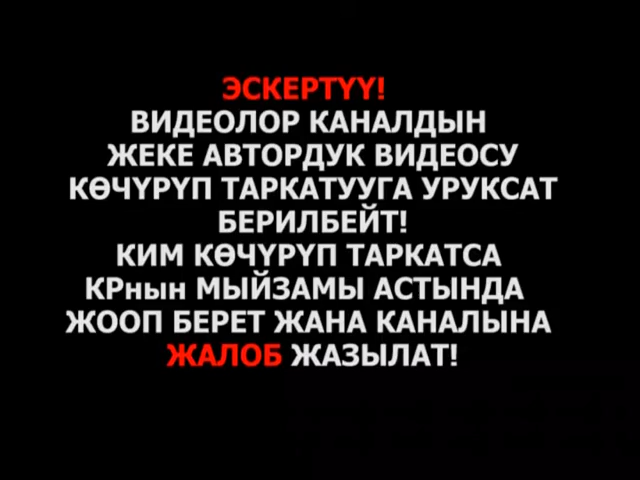 ЭСКЕРТҮҮ!
ВИДЕОЛОР КАНАЛДЫН
ЖЕКЕ АВТОРДУК ВИДЕОСУ
КӨЧҮРҮП ТАРКАТУУГА УРУКСАТ
БЕРИЛБЕЙТ!
КИМ КӨЧҮРҮП ТАРКАТСА
КРнын МЫЙЗАМЫ АСТЫНДА
ЖООП БЕРЕТ ЖАНА КАНАЛЫНА
ЖАЛОБ ЖАЗЫЛАТ!